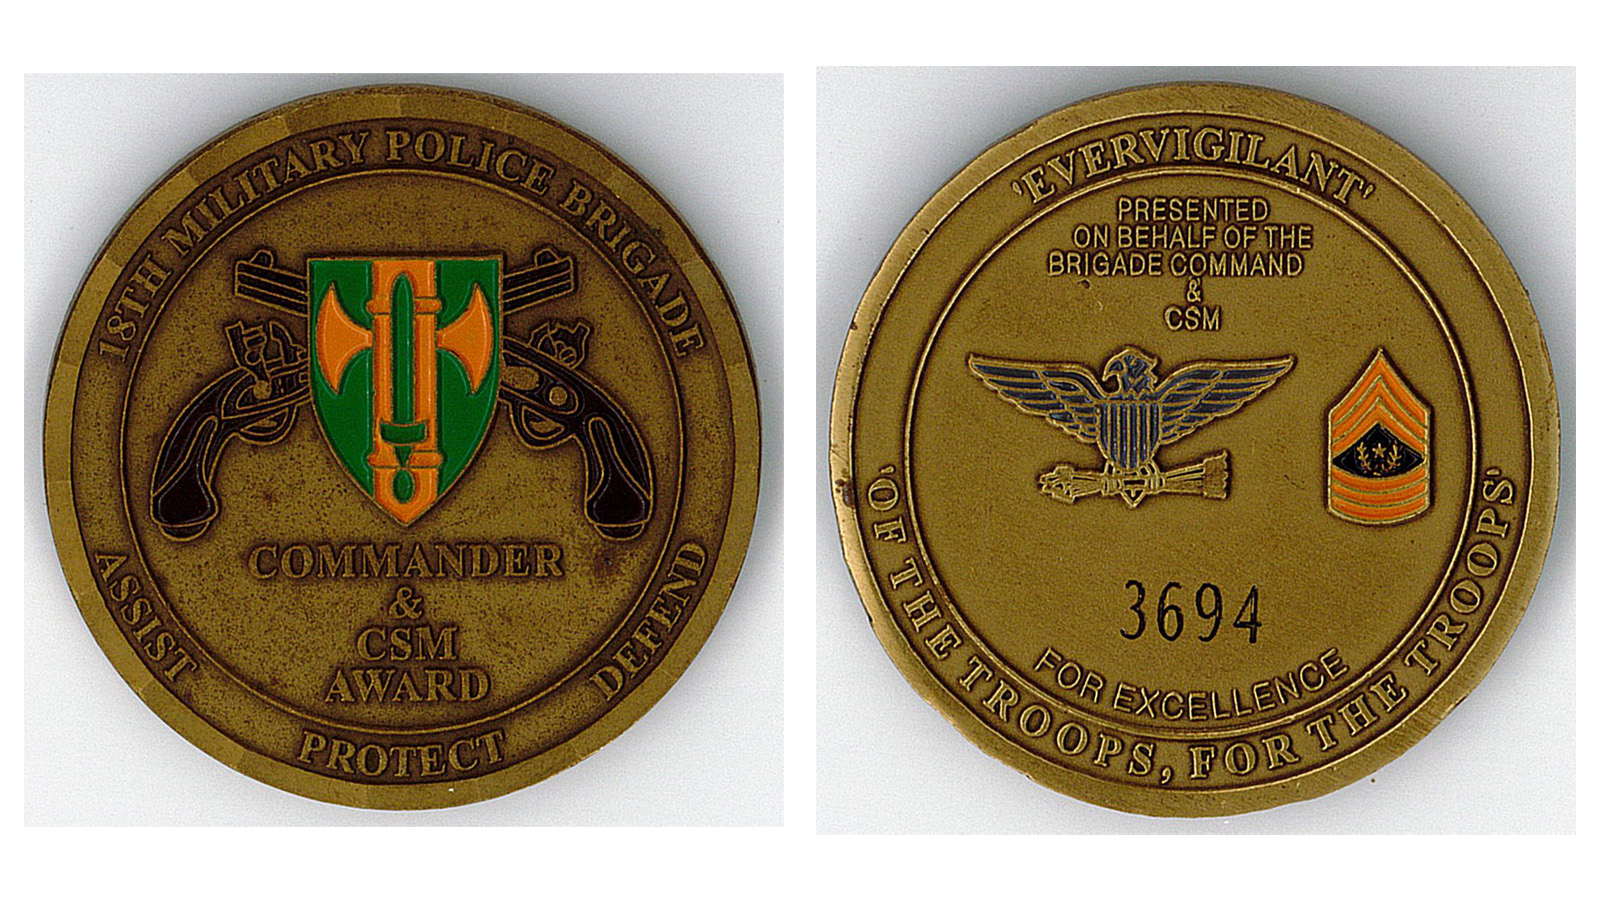 18TH MILITARY POLICE BRIGADE
COMMANDER
&
CSM
AWARD
ASSIST PROTECT DEFEND
'EVERVIGILANT'
PRESENTED
ON BEHALF OF THE
BRIGADE COMMAND
&
CSM
3694
FOR EXCELLENCE
'OF THE TROOPS, FOR THE TROOPS'